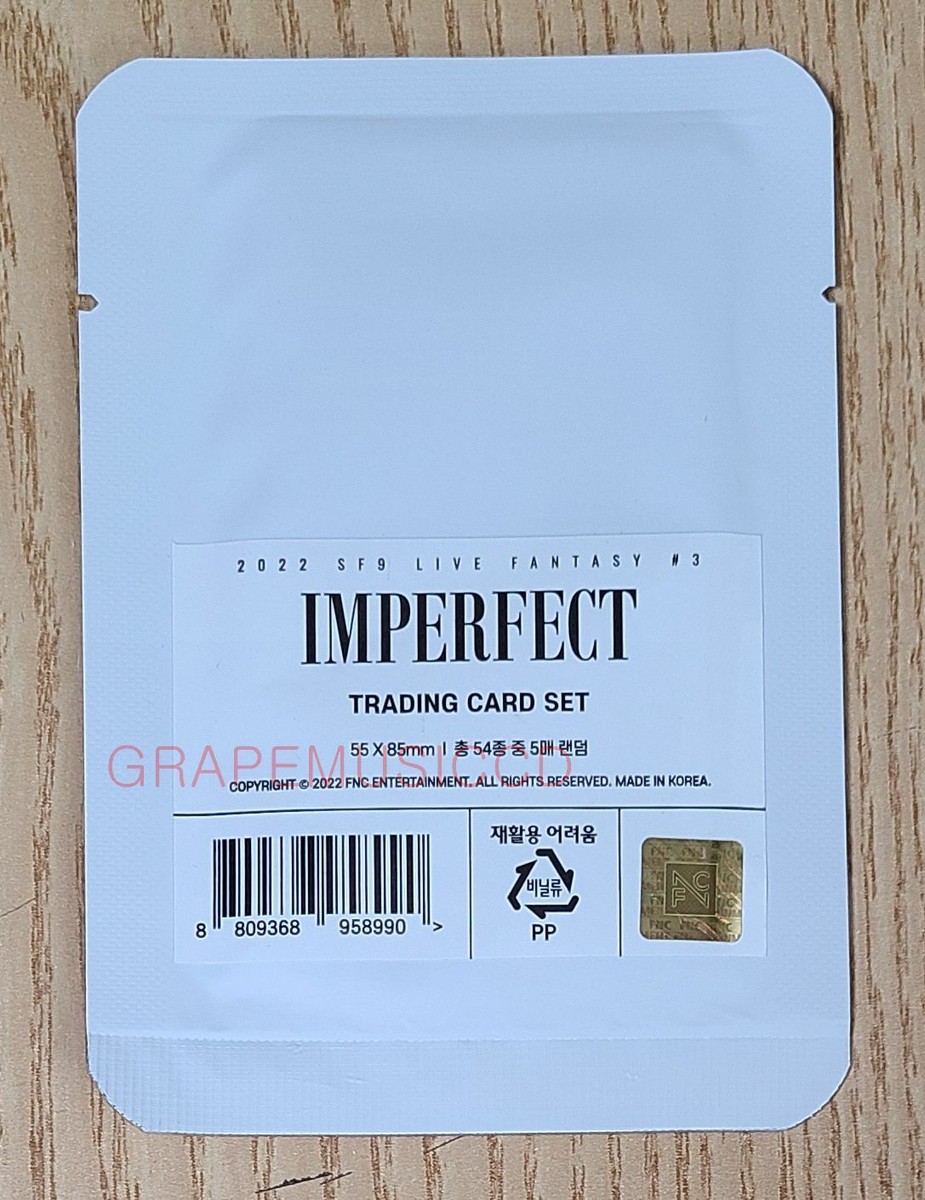 2022 SF9 LIVE FANTASY #3
IMPERFECT
TRADING CARD SET
55 X 85mm I 총 54종 중 5매 랜덤
GRAPEMUSICCD
COPYRIGHT © 2022 FNC ENTERTAINMENT. ALL RIGHTS RESERVED. MADE IN KOREA.
8 809368 958990 >
재활용 어려움
비닐류
PP
FNC